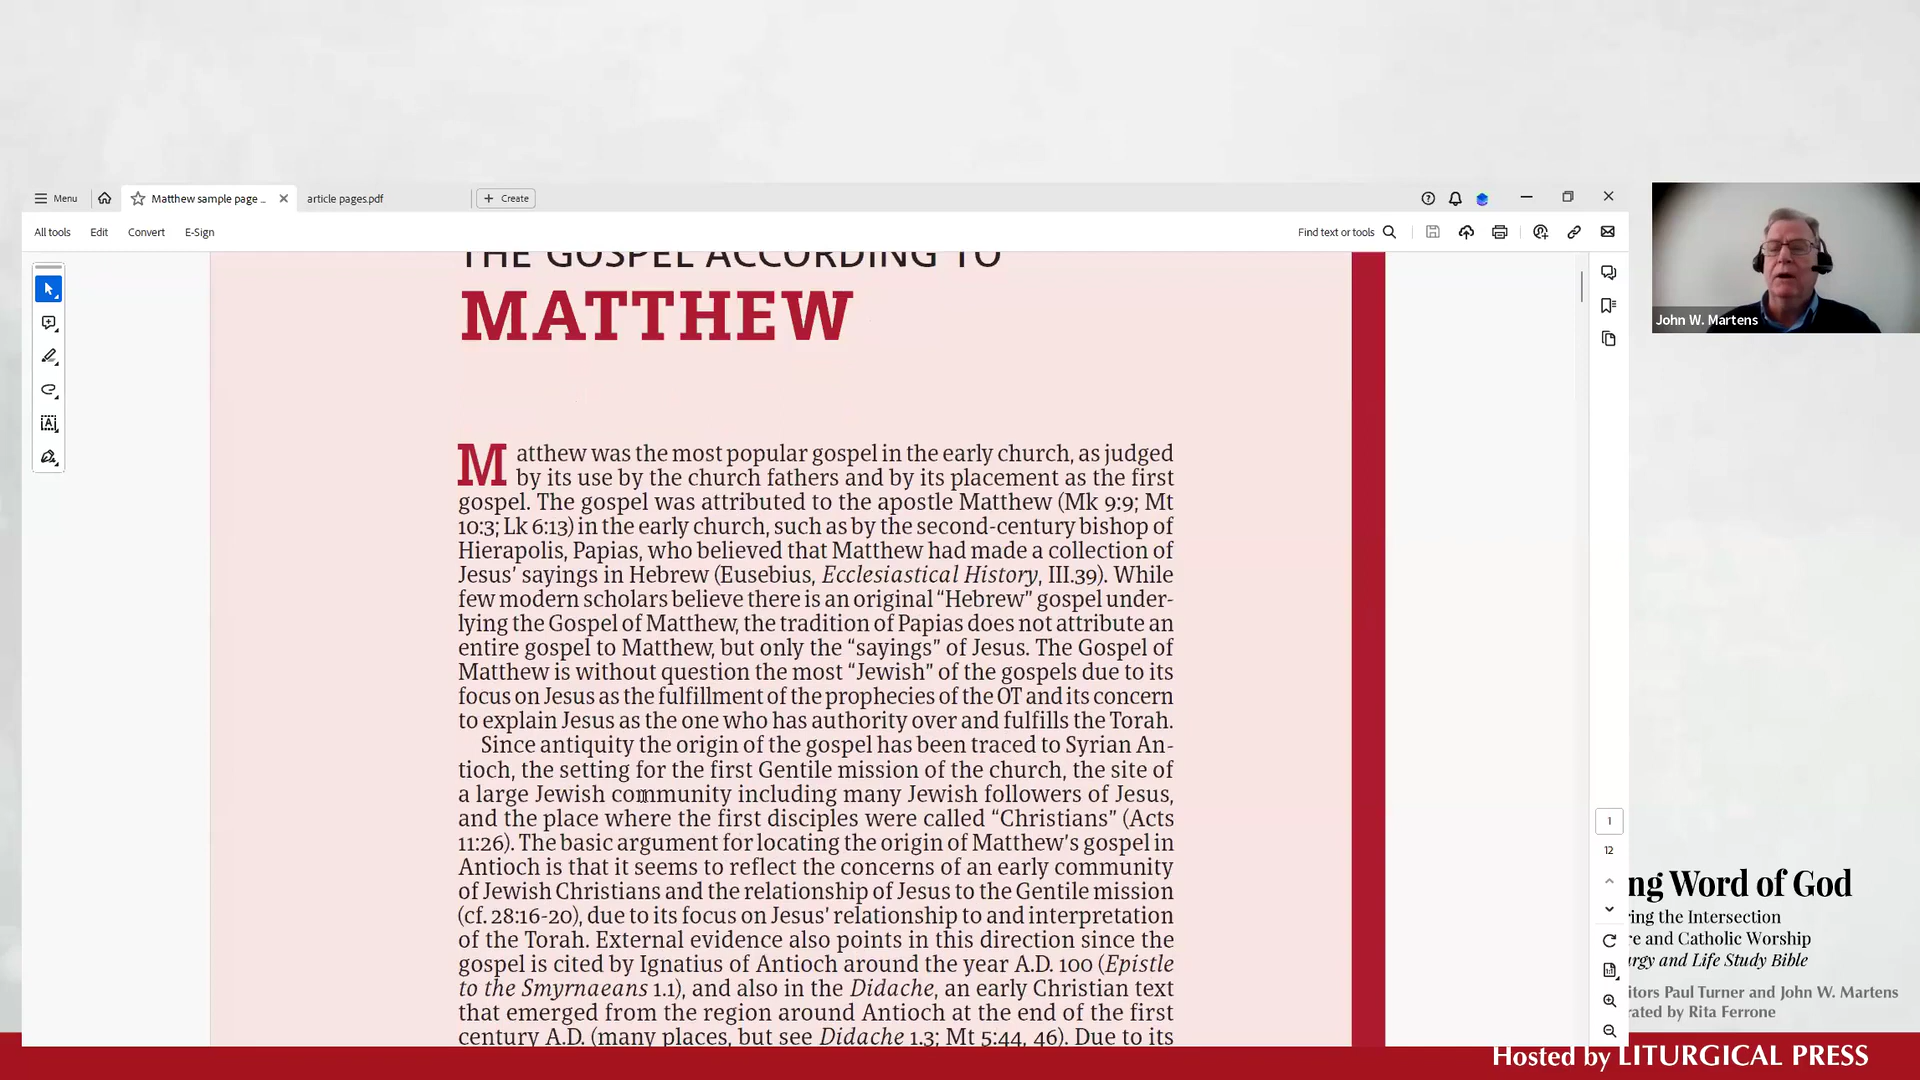 Menu
Matthew sample page ...
article pages.pdf
Create
All tools
Edit
Convert
E-Sign
Find text or tools
THE GOSPEL ACCORDING TO
MATTHEW
Matthew was the most popular gospel in the early church, as judged
by its use by the church fathers and by its placement as the first
gospel. The gospel was attributed to the apostle Matthew (Mk 9:9; Mt
10:3; Lk 6:13) in the early church, such as by the second-century bishop of
Hierapolis, Papias, who believed that Matthew had made a collection of
Jesus’ sayings in Hebrew (Eusebius, Ecclesiastical History, III.39). While
few modern scholars believe there is an original “Hebrew” gospel under-
lying the Gospel of Matthew, the tradition of Papias does not attribute an
entire gospel to Matthew, but only the “sayings” of Jesus. The Gospel of
Matthew is without question the most “Jewish” of the gospels due to its
focus on Jesus as the fulfillment of the prophecies of the OT and its concern
to explain Jesus as the one who has authority over and fulfills the Torah.
Since antiquity the origin of the gospel has been traced to Syrian An-
tioch, the setting for the first Gentile mission of the church, the site of
a large Jewish community including many Jewish followers of Jesus,
and the place where the first disciples were called “Christians” (Acts
11:26). The basic argument for locating the origin of Matthew’s gospel in
Antioch is that it seems to reflect the concerns of an early community
of Jewish Christians and the relationship of Jesus to the Gentile mission
(cf. 28:16-20), due to its focus on Jesus’ relationship to and interpretation
of the Torah. External evidence also points in this direction since the
gospel is cited by Ignatius of Antioch around the year A.D. 100 (Epistle
to the Smyrnaeans 1.1), and also in the Didache, an early Christian text
that emerged from the region around Antioch at the end of the first
century A.D. (many places, but see Didache 1.3; Mt 5:44, 46). Due to its
1
12
John W. Martens
ng Word of God
ring the Intersection
re and Catholic Worship
rgy and Life Study Bible
itors Paul Turner and John W. Martens
rated by Rita Ferrone
Hosted by LITURGICAL PRESS